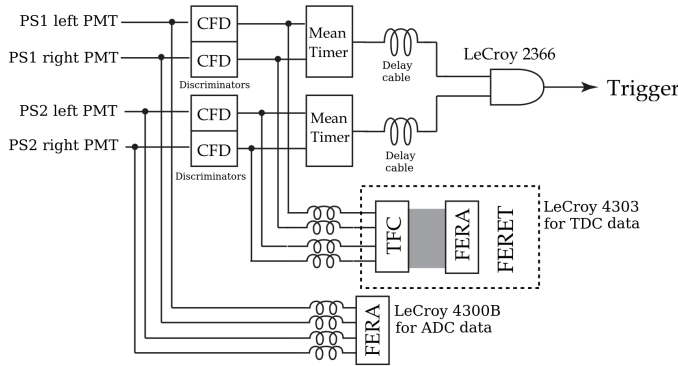 PS1 left PMT
CFD
Mean
Timer
PS1 right PMT
CFD
Discriminators
Delay
cable
LeCroy 2366
Trigger
PS2 left PMT
CFD
Mean
Timer
PS2 right PMT
CFD
Discriminators
Delay
cable
TFC
FERA
FERET
LeCroy 4303
for TDC data
FERA
LeCroy 4300B
for ADC data